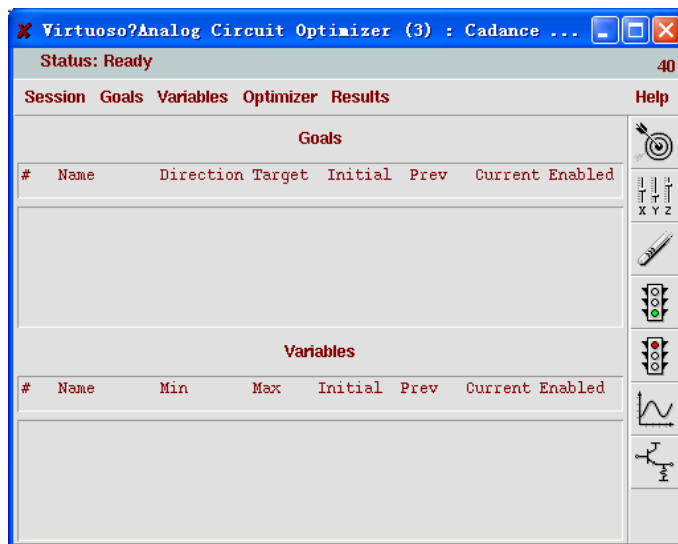 Virtuoso?Analog Circuit Optimizer (3) : Cadance ...
Status: Ready 40
Session Goals Variables Optimizer Results Help
Goals
# Name Direction Target Initial Prev Current Enabled
X Y Z
Variables
# Name Min Max Initial Prev Current Enabled